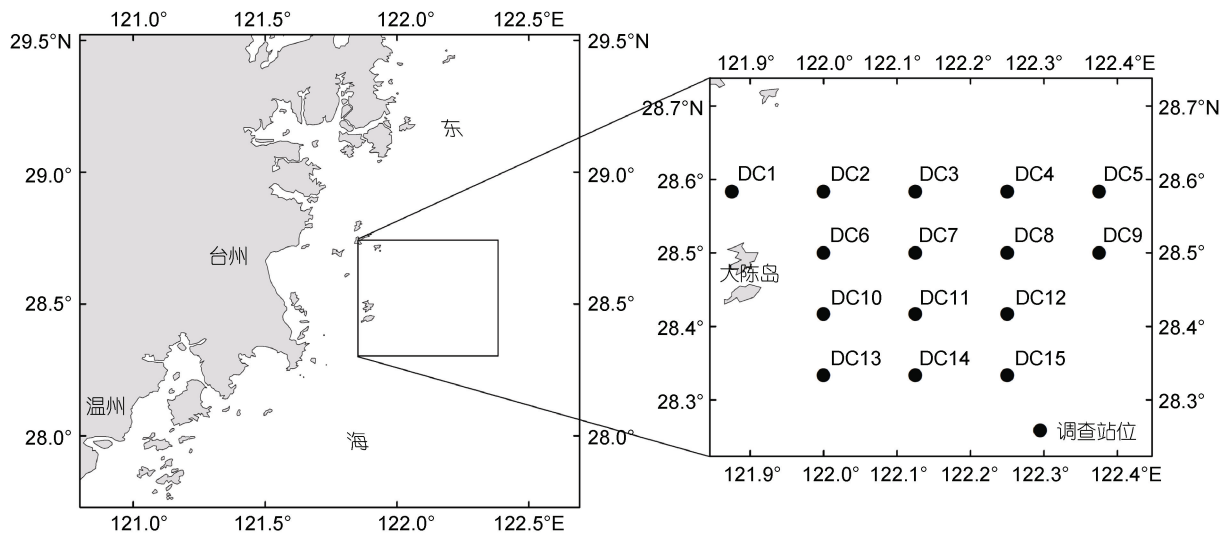 121.0° 121.5° 122.0° 122.5°E
29.5°N 29.5°N
东
29.0° 29.0°
台州
28.5° 28.5°
温州
海
28.0° 28.0°
121.0° 121.5° 122.0° 122.5°E
121.9° 122.0° 122.1° 122.2° 122.3° 122.4°E
28.7°N 28.7°N
DC1 DC2 DC3 DC4 DC5
28.6° 28.6°
DC6 DC7 DC8 DC9
28.5° 28.5°
大陈岛
DC10 DC11 DC12
28.4° 28.4°
DC13 DC14 DC15
28.3° 28.3°
调查站位
121.9° 122.0° 122.1° 122.2° 122.3° 122.4°